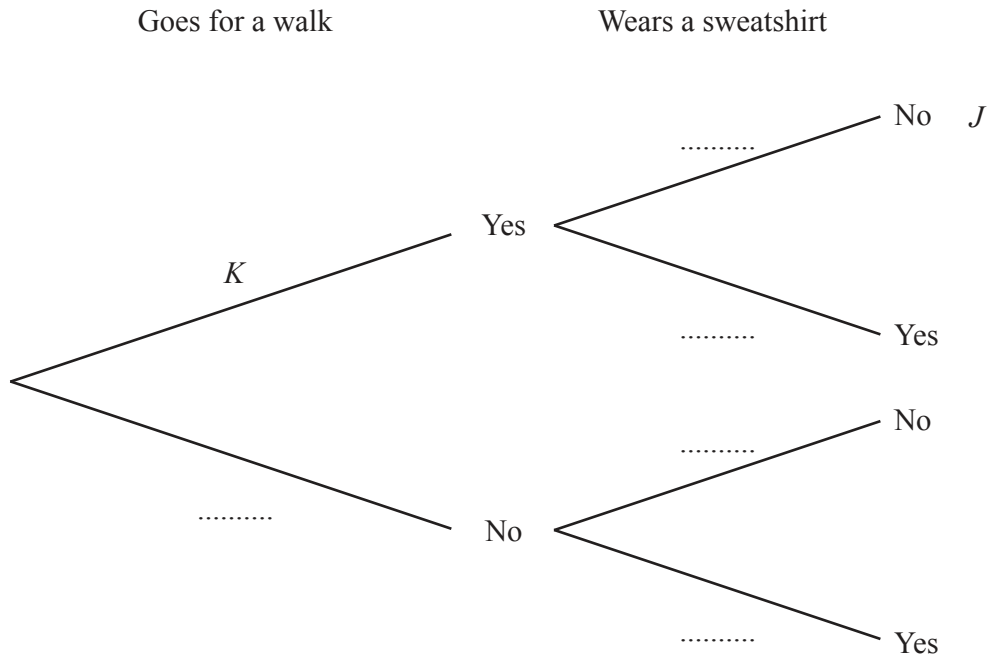 Goes for a walk Wears a sweatshirt
No J
..........
Yes
K
.......... Yes
No
..........
.......... No
.......... Yes